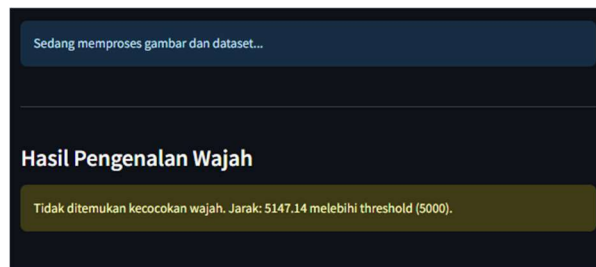 Sedang memproses gambar dan dataset...
Hasil Pengenalan Wajah
Tidak ditemukan kecocokan wajah. Jarak: 5147.14 melebihi threshold (5000).